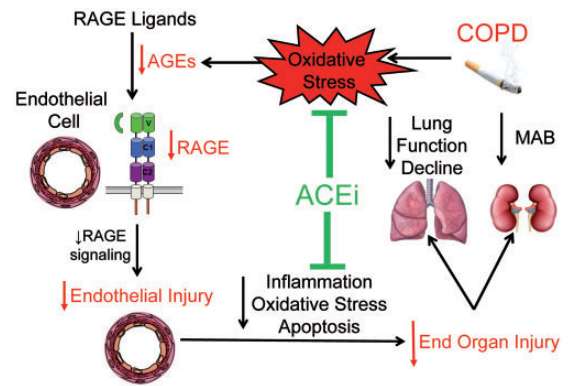 RAGE Ligands
COPD
↓AGEs
Oxidative
Stress
Endothelial
Cell
V
C1
C2
↓RAGE
Lung
Function
Decline
MAB
ACEi
↓RAGE
signaling
↓Endothelial Injury
Inflammation
Oxidative Stress
Apoptosis
↓End Organ Injury